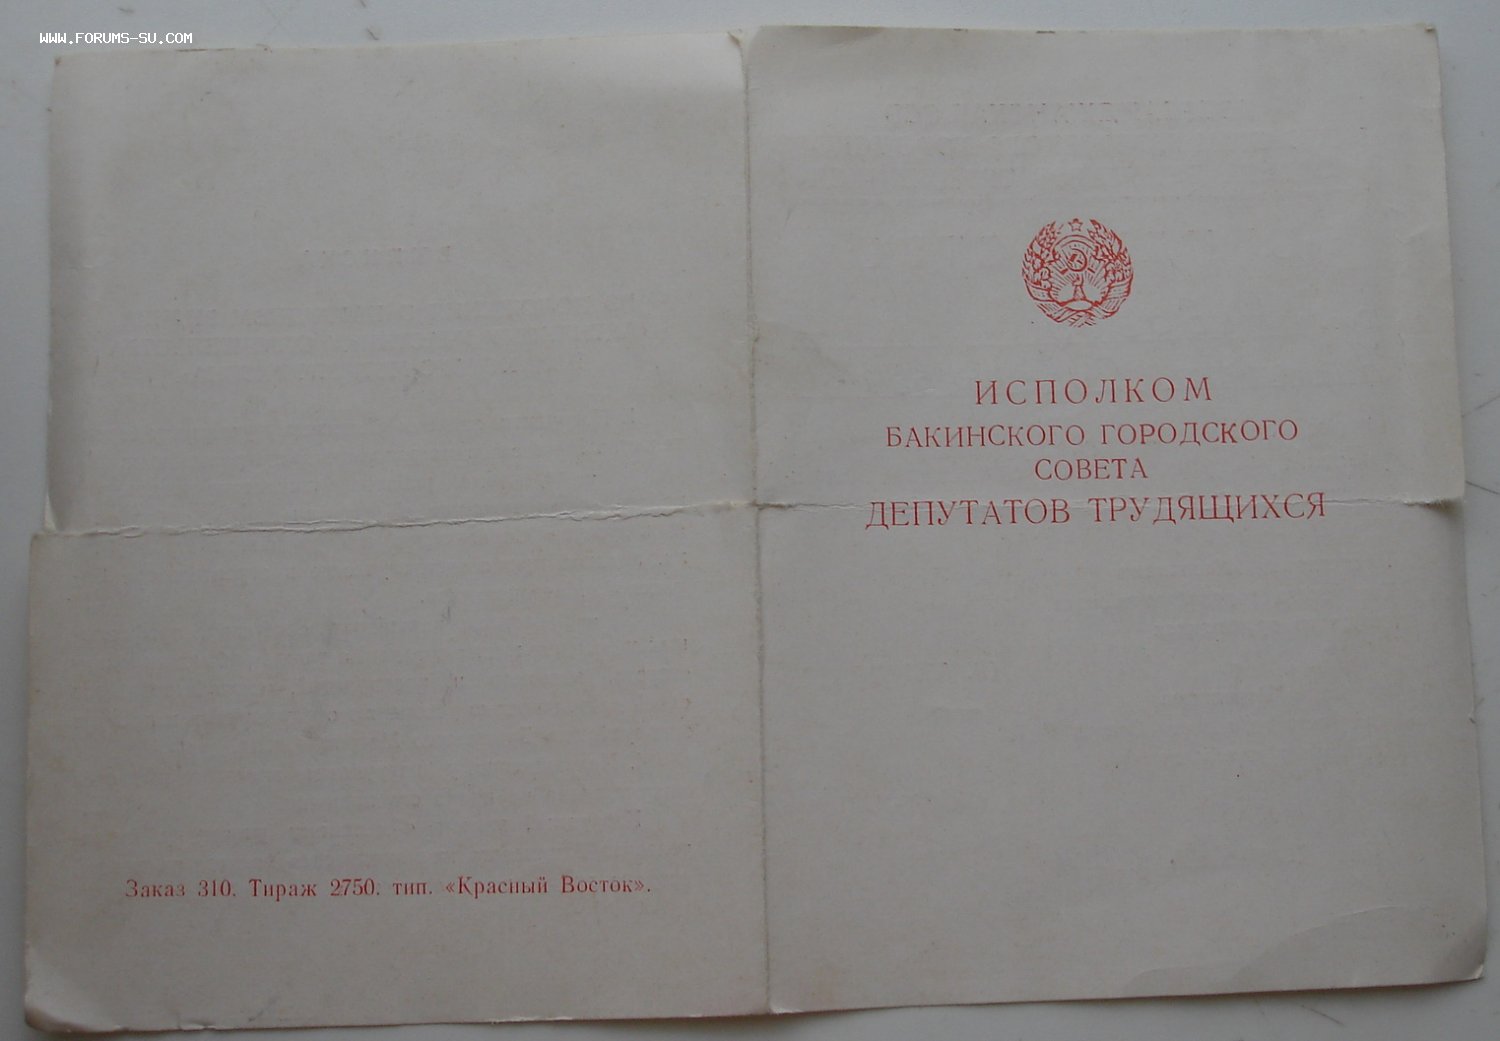 WWW.FORUMS-SU.COM
ИСПОЛКОМ
БАКИНСКОГО ГОРОДСКОГО
СОВЕТА
ДЕПУТАТОВ ТРУДЯЩИХСЯ
Заказ 310. Тираж 2750. тип. «Красный Восток».